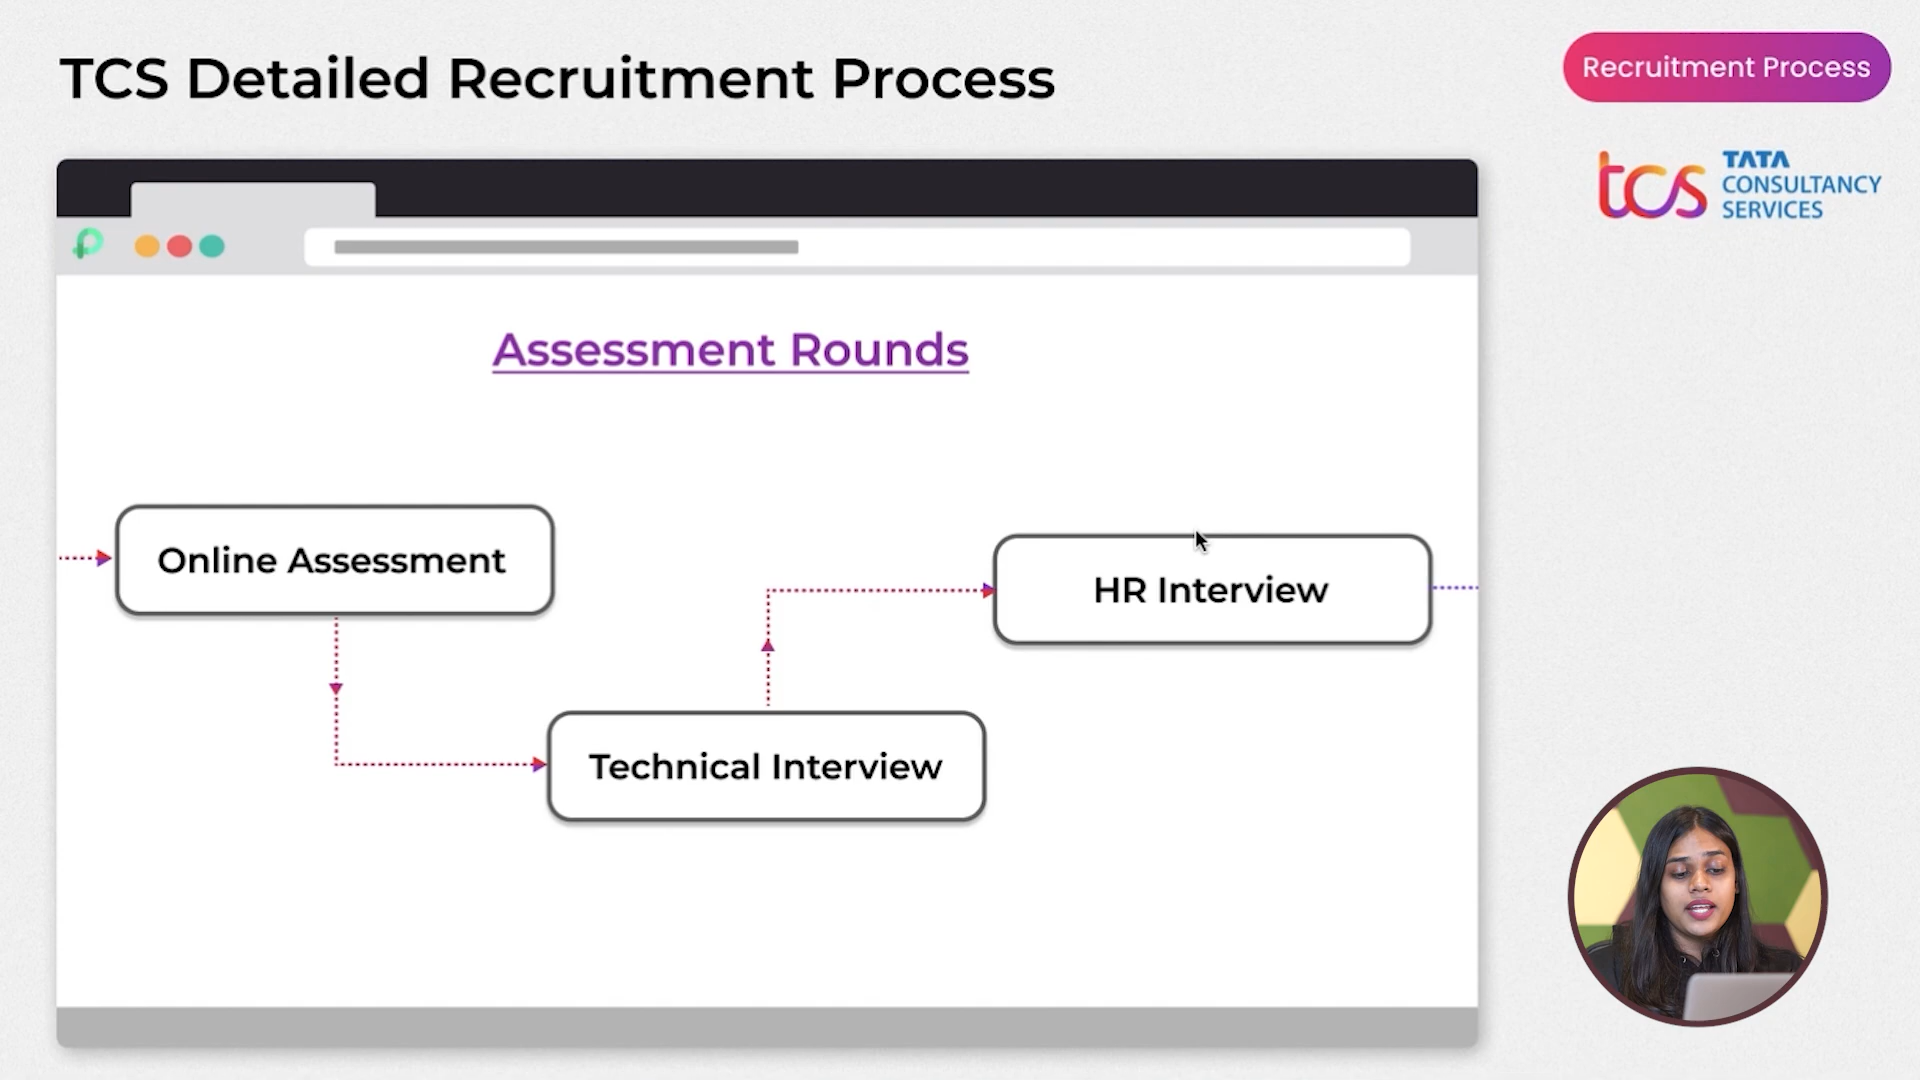 TCS Detailed Recruitment Process
Recruitment Process
tcs TATA
CONSULTANCY
SERVICES
Assessment Rounds
Online Assessment
HR Interview
Technical Interview